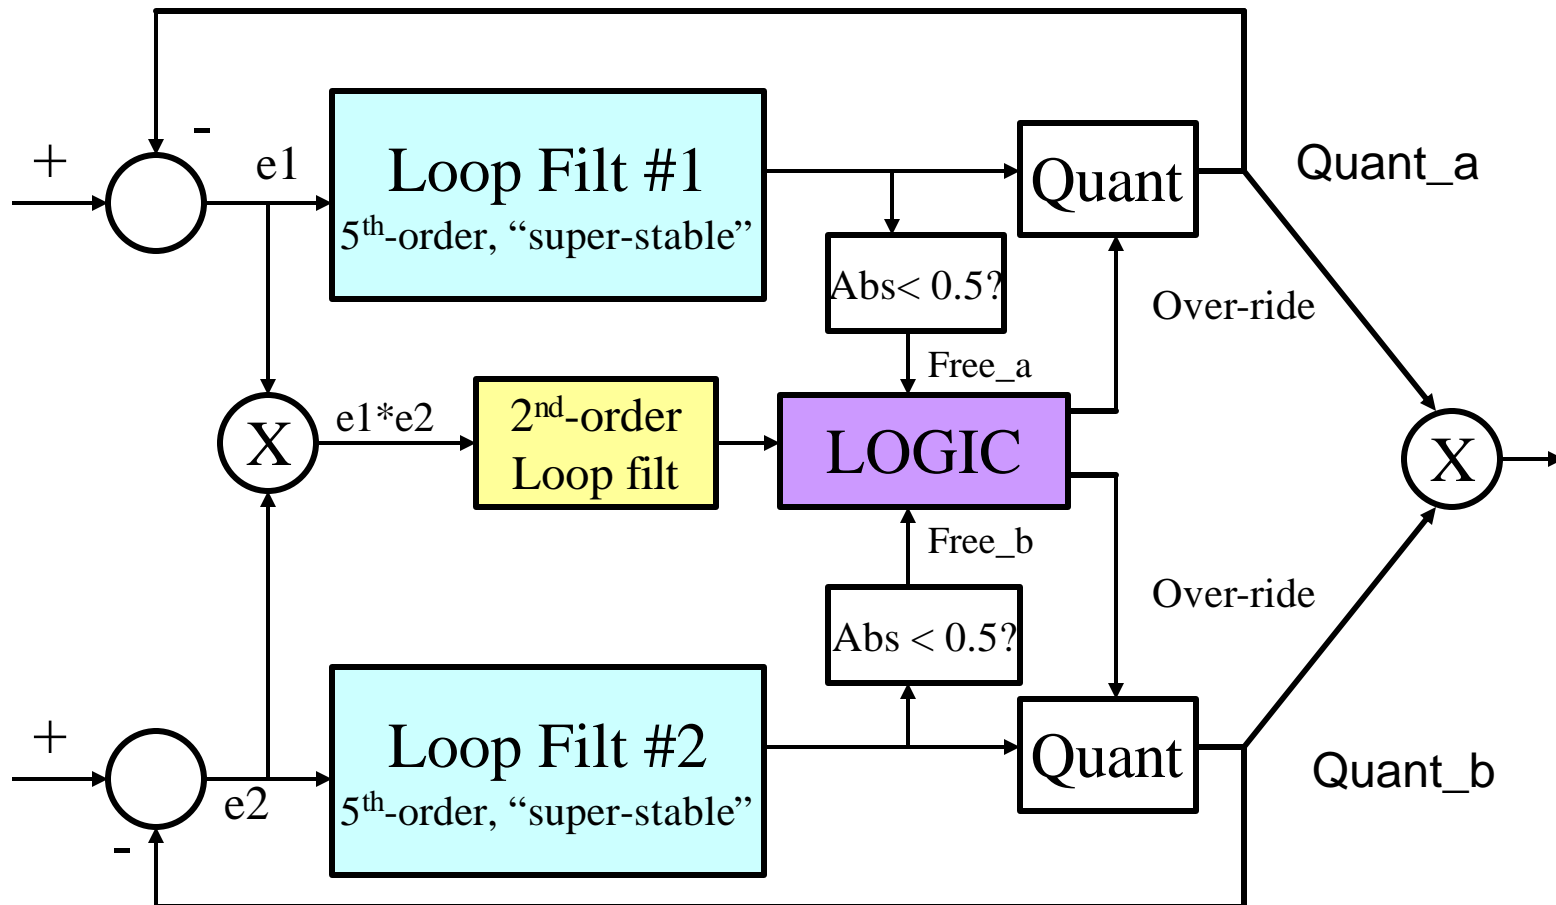 -
+
e1
Loop Filt #1
5th-order, “super-stable”
Quant
Quant_a
Abs< 0.5?
Over-ride
Free_a
X
e1*e2
2nd-order
Loop filt
LOGIC
X
Free_b
Over-ride
Abs < 0.5?
+
e2
-
Loop Filt #2
5th-order, “super-stable”
Quant
Quant_b